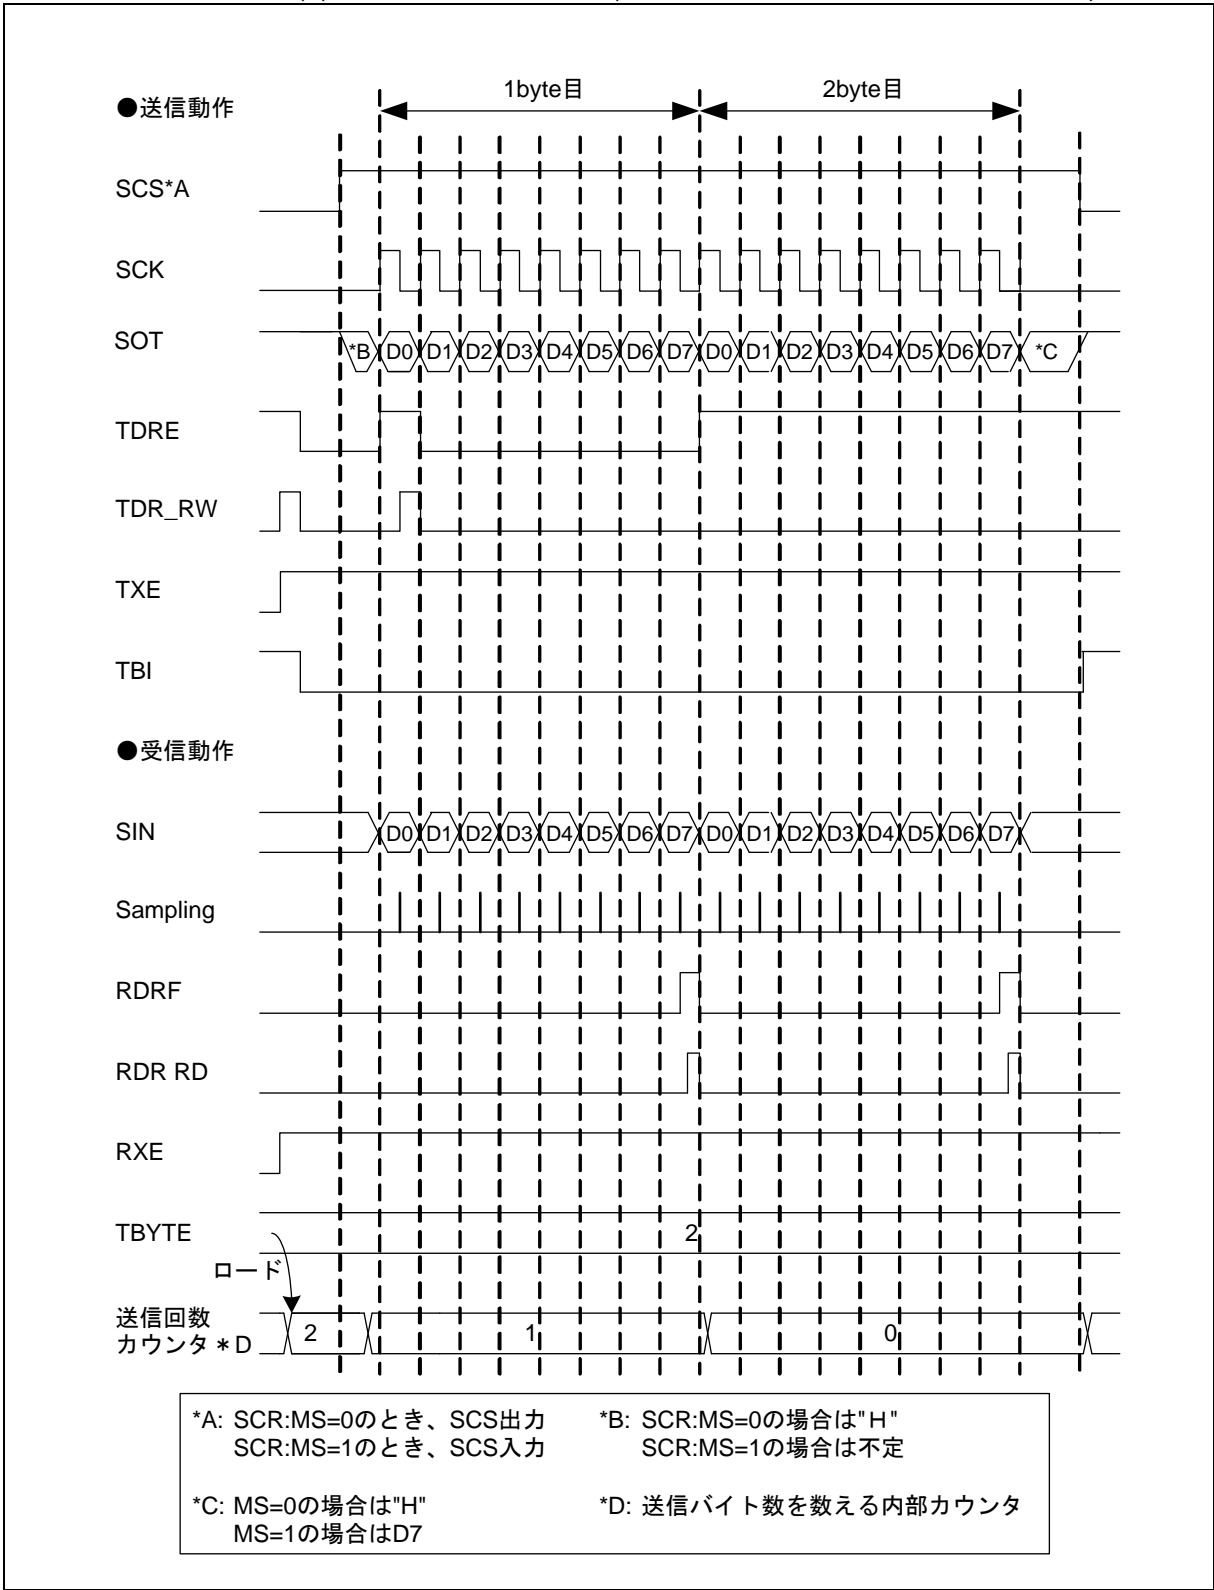 1byte目 2byte目
●送信動作
SCS*A
SCK
SOT *B D0 D1 D2 D3 D4 D5 D6 D7 D0 D1 D2 D3 D4 D5 D6 D7 *C
TDRE
TDR_RW
TXE
TBI
●受信動作
SIN D0 D1 D2 D3 D4 D5 D6 D7 D0 D1 D2 D3 D4 D5 D6 D7
Sampling
RDRF
RDR RD
RXE
TBYTE 2
ロード
送信回数
カウンタ*D 2 1 0
*A: SCR:MS=0のとき、SCS出力
SCR:MS=1のとき、SCS入力
*B: SCR:MS=0の場合は"H"
SCR:MS=1の場合は不定
*C: MS=0の場合は"H"
MS=1の場合はD7
*D: 送信バイト数を数える内部カウンタ